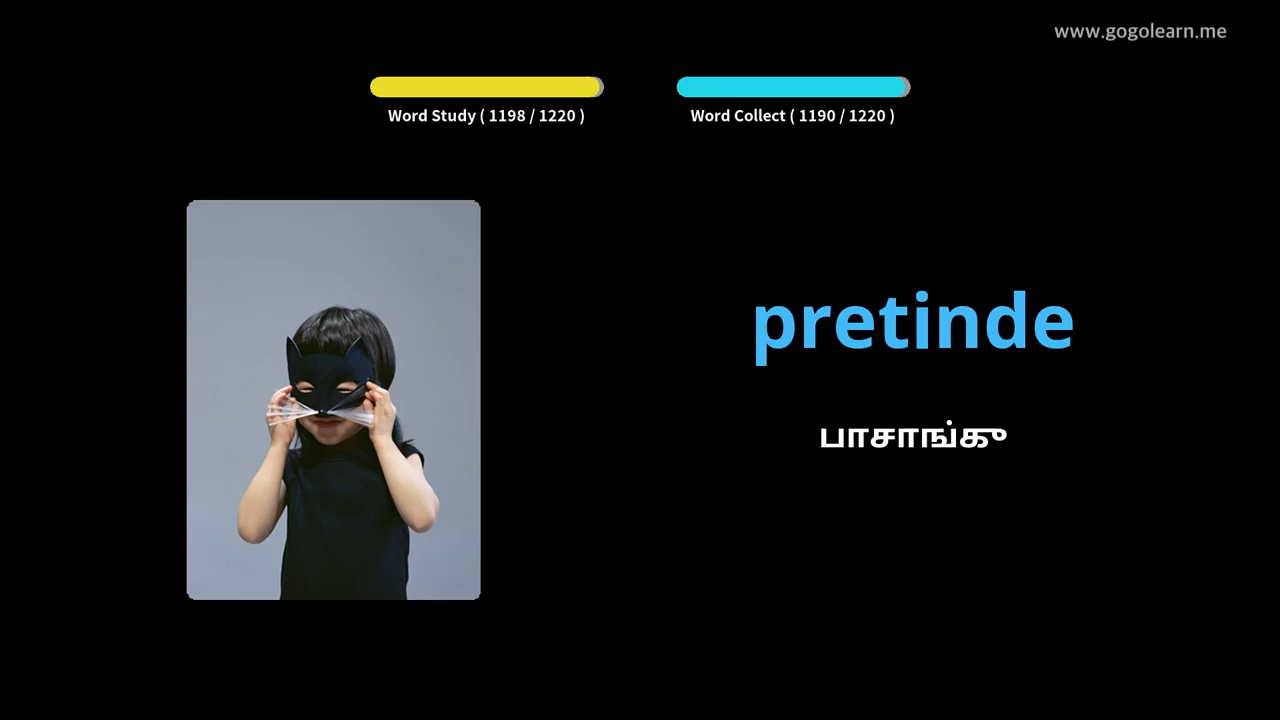 www.gogolearn.me
Word Study ( 1198 / 1220 )
Word Collect ( 1190 / 1220 )
pretinde
பாசாங்கு